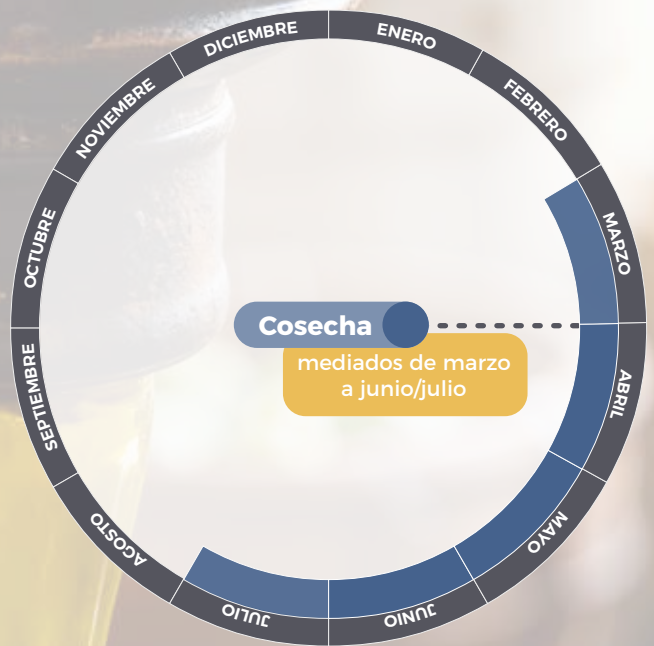 ENERO
FEBRERO
MARZO
ABRIL
MAYO
JUNIO
JULIO
AGOSTO
SEPTIEMBRE
OCTUBRE
NOVIEMBRE
DICIEMBRE
Cosecha
mediados de marzo
a junio/julio